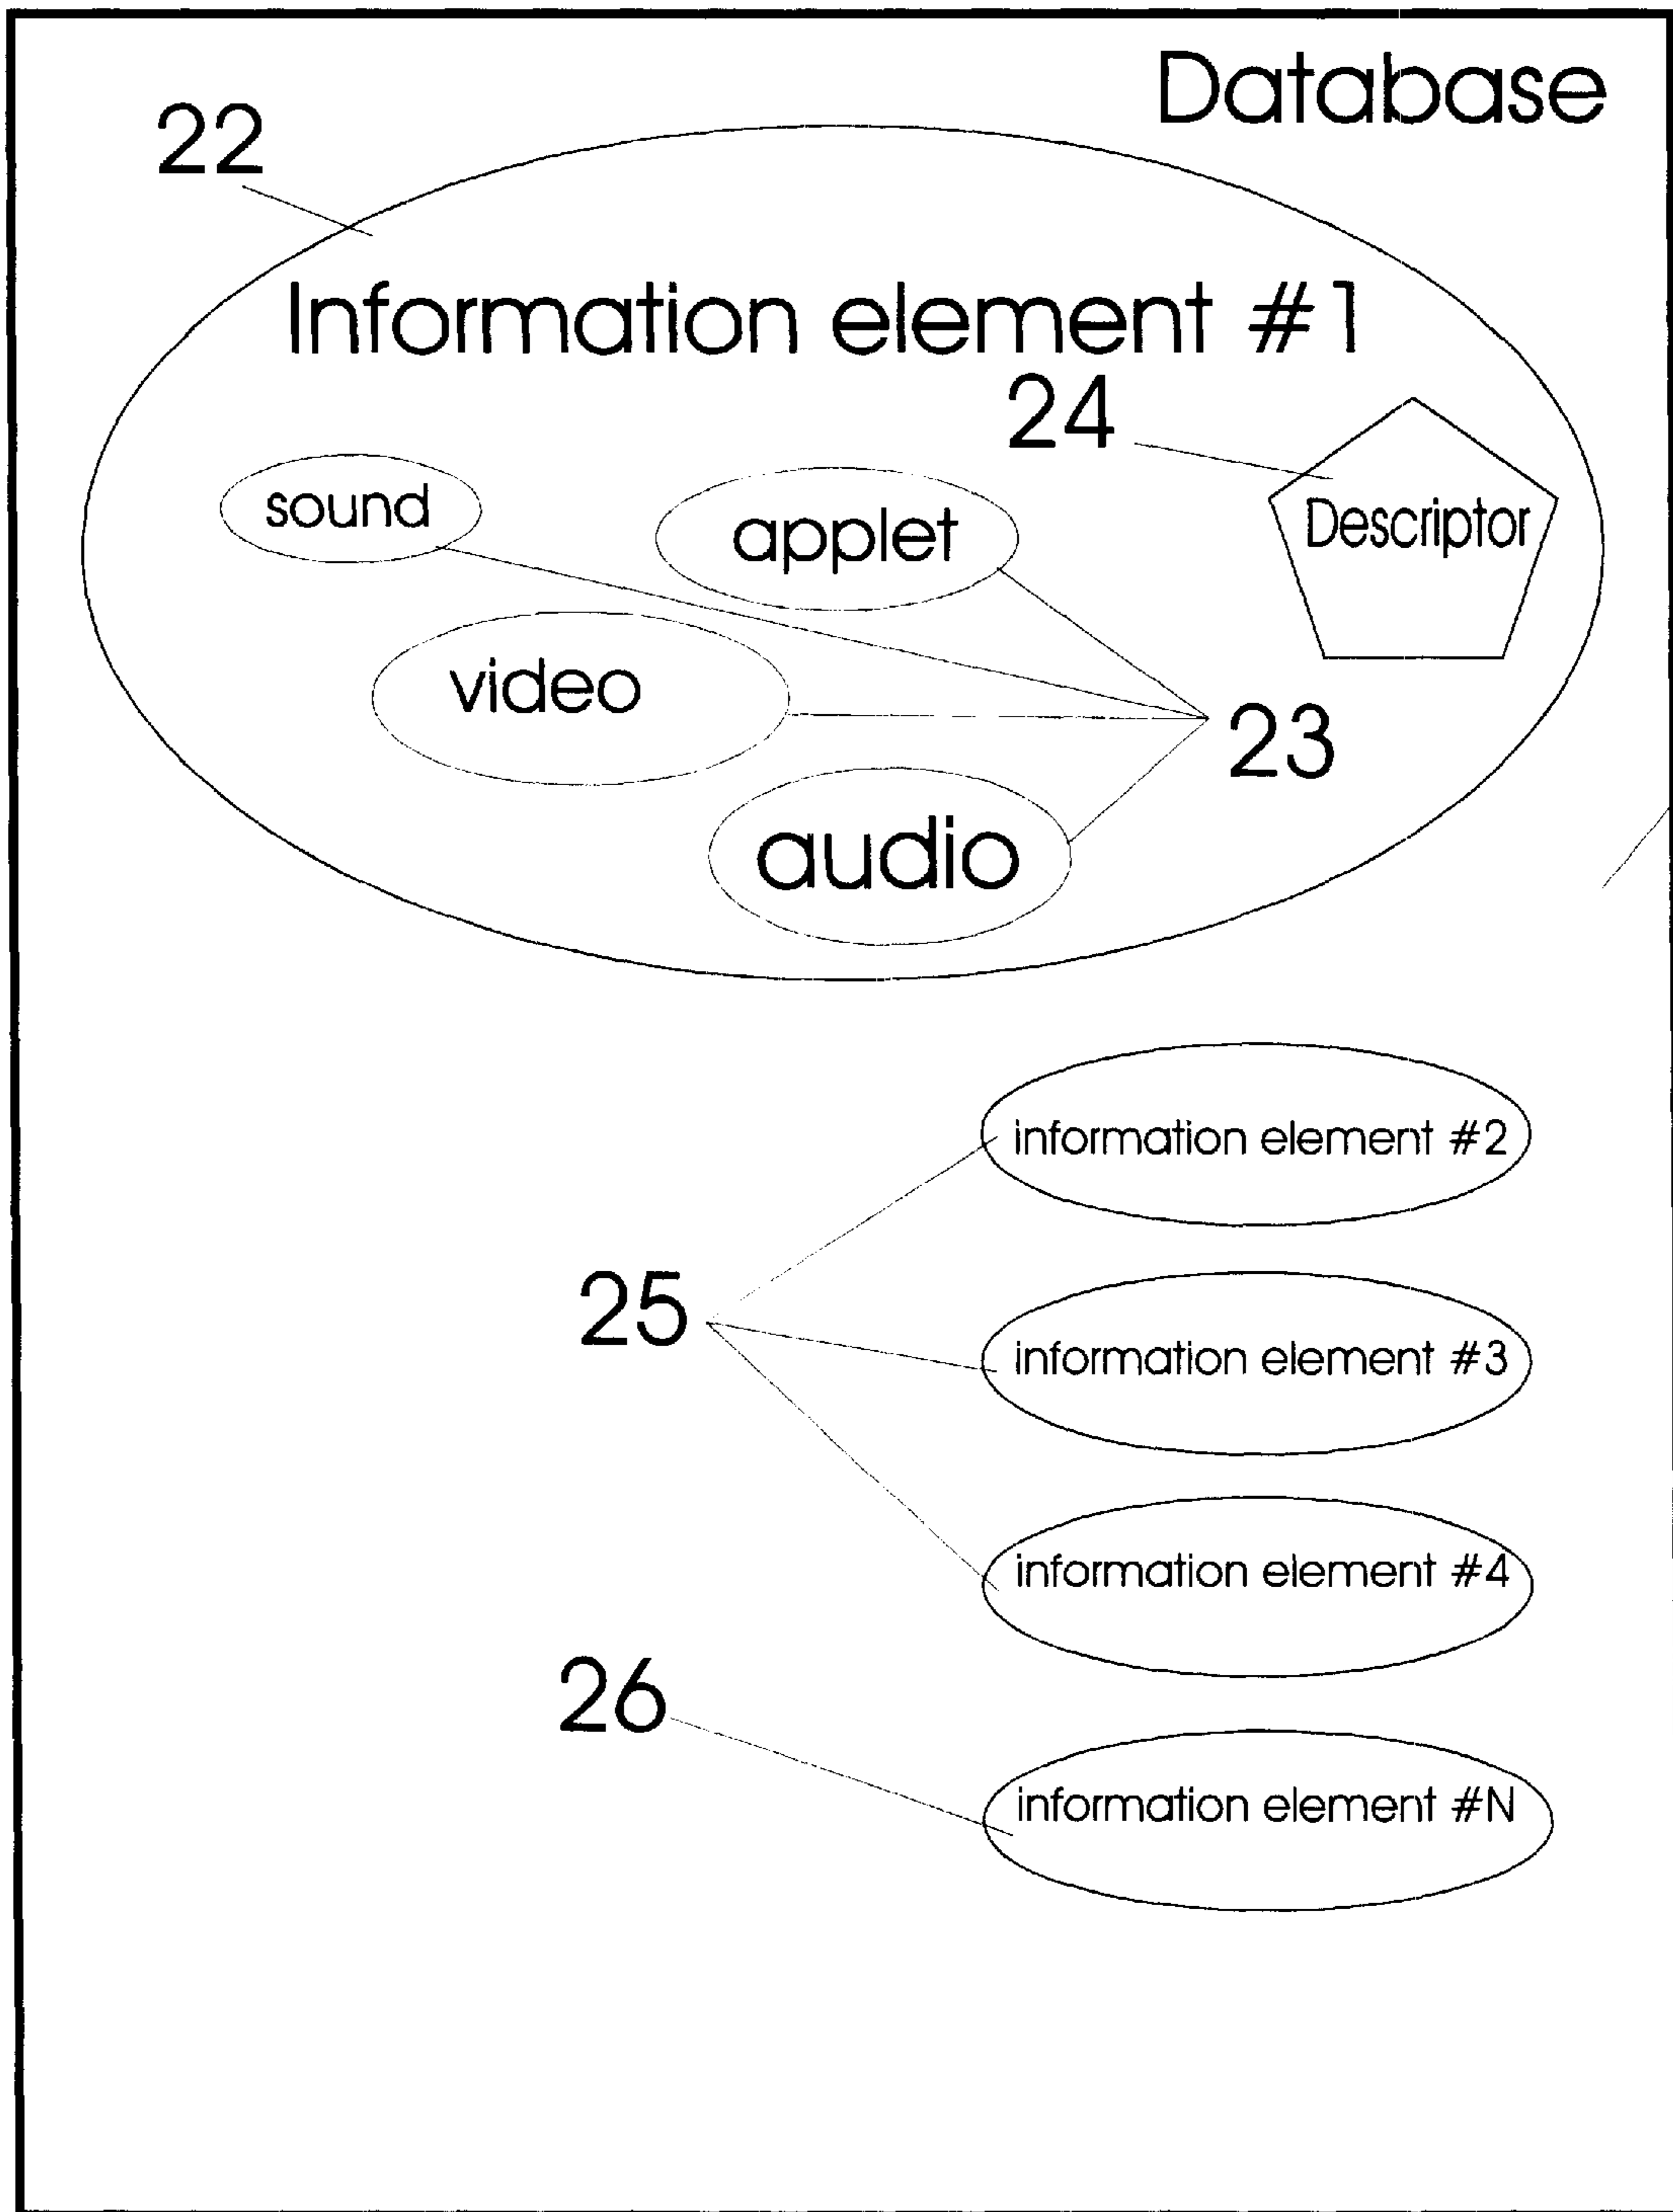 Database
22
Information element #1
24
sound
applet
Descriptor
video
23
audio
information element #2
25
information element #3
information element #4
26
information element #N